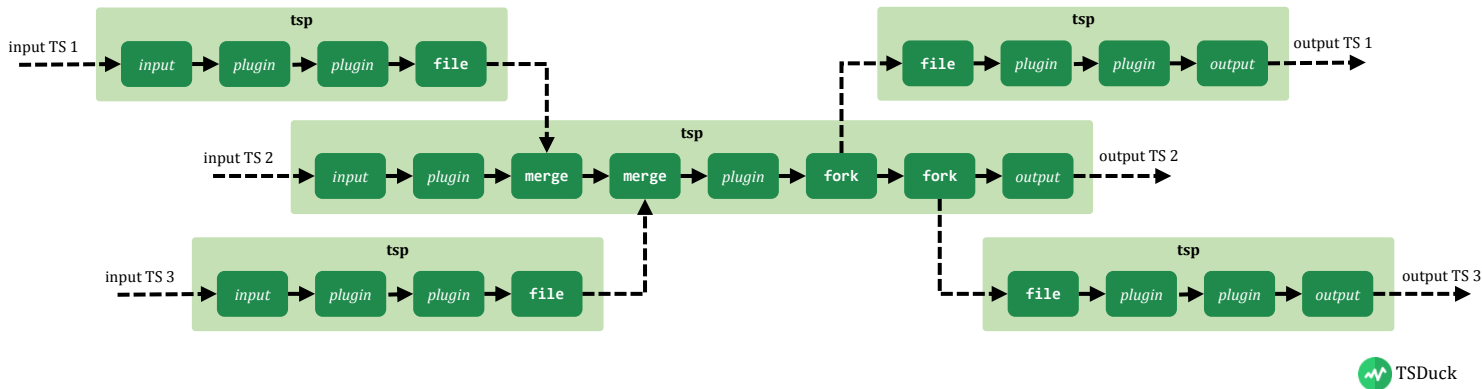 tsp
input TS 1
input plugin plugin file
tsp
file plugin plugin output
output TS 1
tsp
input TS 2
input plugin merge merge plugin fork fork output
output TS 2
tsp
input TS 3
input plugin plugin file
tsp
file plugin plugin output
output TS 3
TSDuck